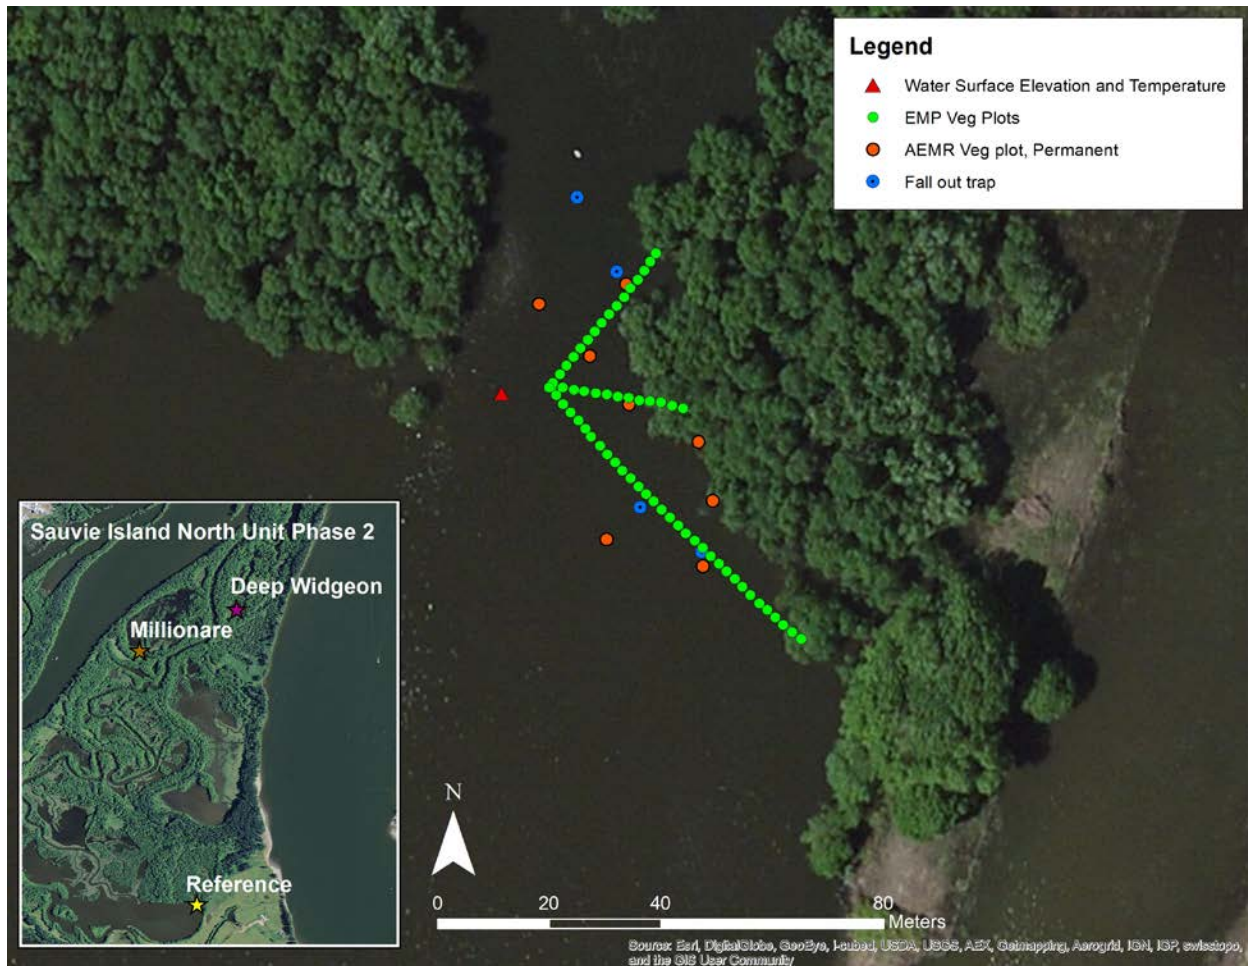 Legend
Water Surface Elevation and Temperature
EMP Veg Plots
AEMR Veg plot, Permanent
Fall out trap
Sauvie Island North Unit Phase 2
Deep Widgeon
Millionare
Reference
N
0 20 40 80
Meters
Source: Esri, DigitalGlobe, GeoEye, i-cubed, USDA, USGS, AEX, Getmapping, Aerogrid, IGN, IGP, swisstopo,
and the GIS User Community